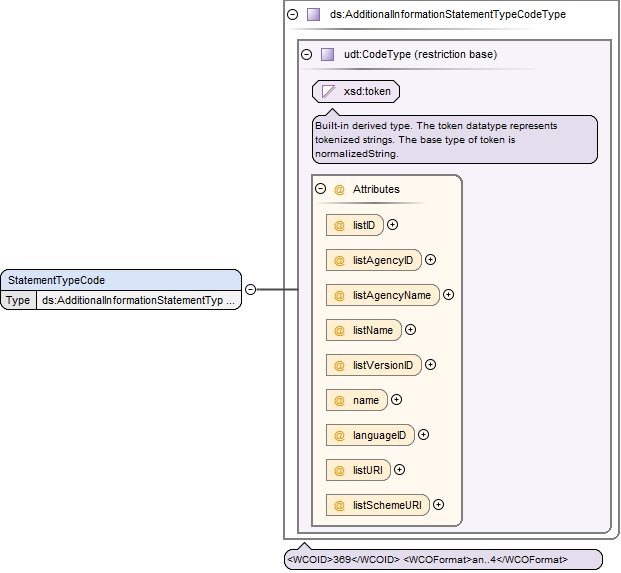 ds:AdditionalInformationStatementTypeCodeType
udt:CodeType (restriction base)
xsd:token
Built-in derived type. The token datatype represents
tokenized strings. The base type of token is
normalizedString.
@ Attributes
@ listID
@ listAgencyID
@ listAgencyName
@ listName
@ listVersionID
@ name
@ languageID
@ listURI
@ listSchemeURI
StatementTypeCode
Type ds:AdditionalInformationStatementTyp ...
<WCOID>369</WCOID> <WCOFormat>an..4</WCOFormat>